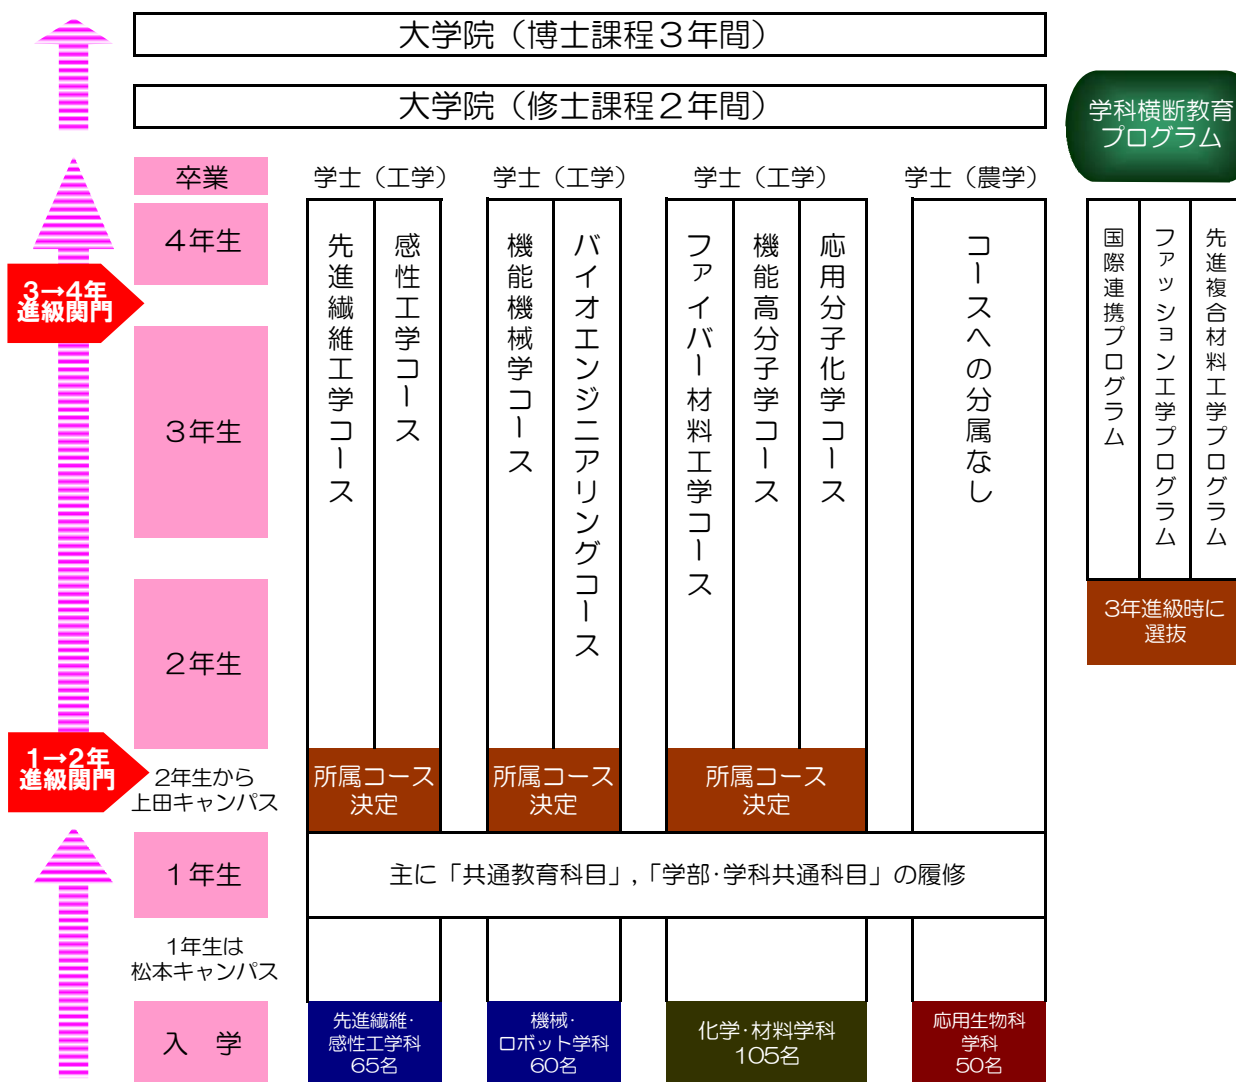 大学院（博士課程３年間）
大学院（修士課程２年間）
学科横断教育
プログラム
卒業
学士（工学）
学士（工学）
学士（工学）
学士（農学）
４年生
3→4年
進級関門
３年生
２年生
先進繊維工学コース
感性工学コース
機能機械学コース
バイオエンジニアリングコース
ファイバー材料工学コース
機能高分子学コース
応用分子化学コース
コースへの分属なし
国際連携プログラム
ファッション工学プログラム
先進複合材料工学プログラム
3年進級時に
選抜
1→2年
進級関門
2年生から
上田キャンパス
所属コース
決定
所属コース
決定
所属コース
決定
１年生
主に「共通教育科目」,「学部・学科共通科目」の履修
1年生は
松本キャンパス
入　学
先進繊維・
感性工学科
65名
機械・
ロボット学科
60名
化学・材料学科
105名
応用生物科
学科
50名